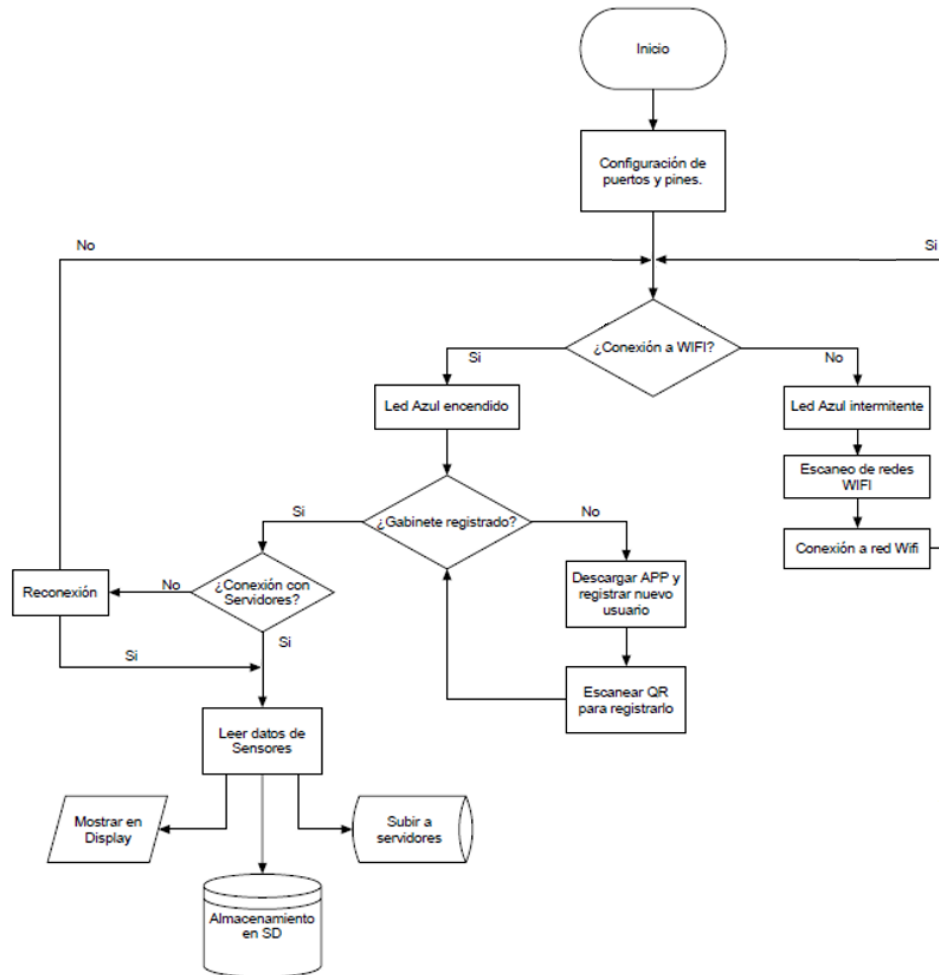 Inicio
Configuración de
puertos y pines.
No
Si
¿Conexión a WIFI?
Si
No
Led Azul encendido
Led Azul intermitente
Escaneo de redes
WIFI
¿Gabinete registrado?
Si
No
Conexión a red Wifi
¿Conexión con
Servidores?
No
Reconexión
Descargar APP y
registrar nuevo
usuario
Si
Si
Escanear QR
para registrarlo
Leer datos de
Sensores
Mostrar en
Display
Subir a
servidores
Almacenamiento
en SD